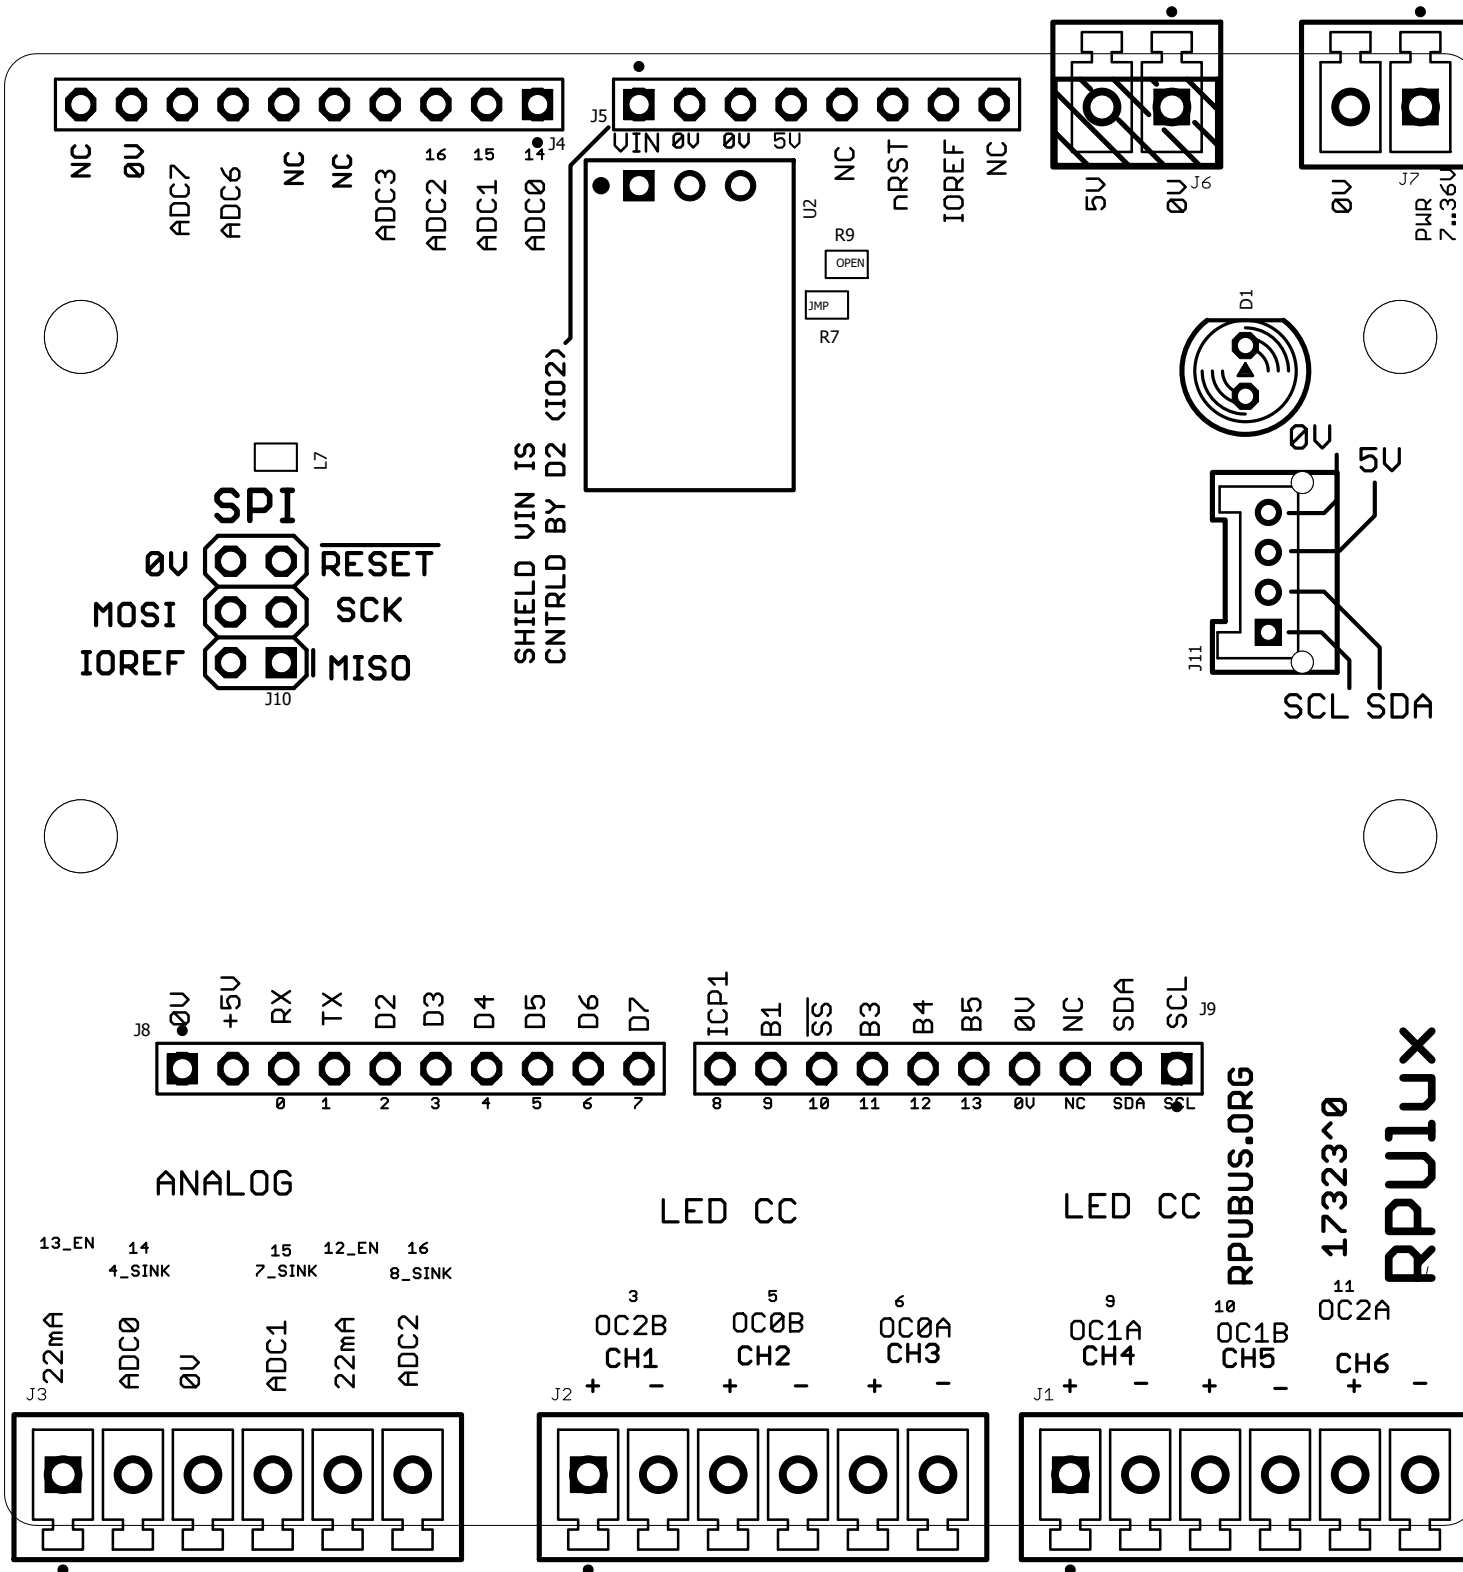 J5
J4
VIN 0V 0V 5V
NC
0V
ADC7
ADC6
NC
NC
ADC3
16
ADC2
15
ADC1
14
ADC0
NC
nRST
IOREF
NC
5V
0V
J6
0V
J7
PWR
7..36V
U2
R9
OPEN
JMP
R7
D1
SHIELD VIN IS
CNTRLD BY D2 (IO2)
L7
SPI
0V
RESET
MOSI
SCK
IOREF
MISO
J10
0V
5V
J11
SCL SDA
J8
0V
+5V
RX
TX
D2
D3
D4
D5
D6
D7
ICP1
B1
SS
B3
B4
B5
0V
NC
SDA
SCL
J9
0 1 2 3 4 5 6 7
8 9 10 11 12 13 0V NC SDA SCL
RPUBUS.ORG
17323^0
RPUlux
ANALOG
LED CC
LED CC
13_EN
14
4_SINK
15
7_SINK
12_EN
16
8_SINK
22mA
ADC0
0V
ADC1
22mA
ADC2
J3
3
OC2B
CH1
5
OC0B
CH2
6
OC0A
CH3
J2
+ - + - + -
9
OC1A
CH4
10
OC1B
CH5
11
OC2A
CH6
J1
+ - + - + -